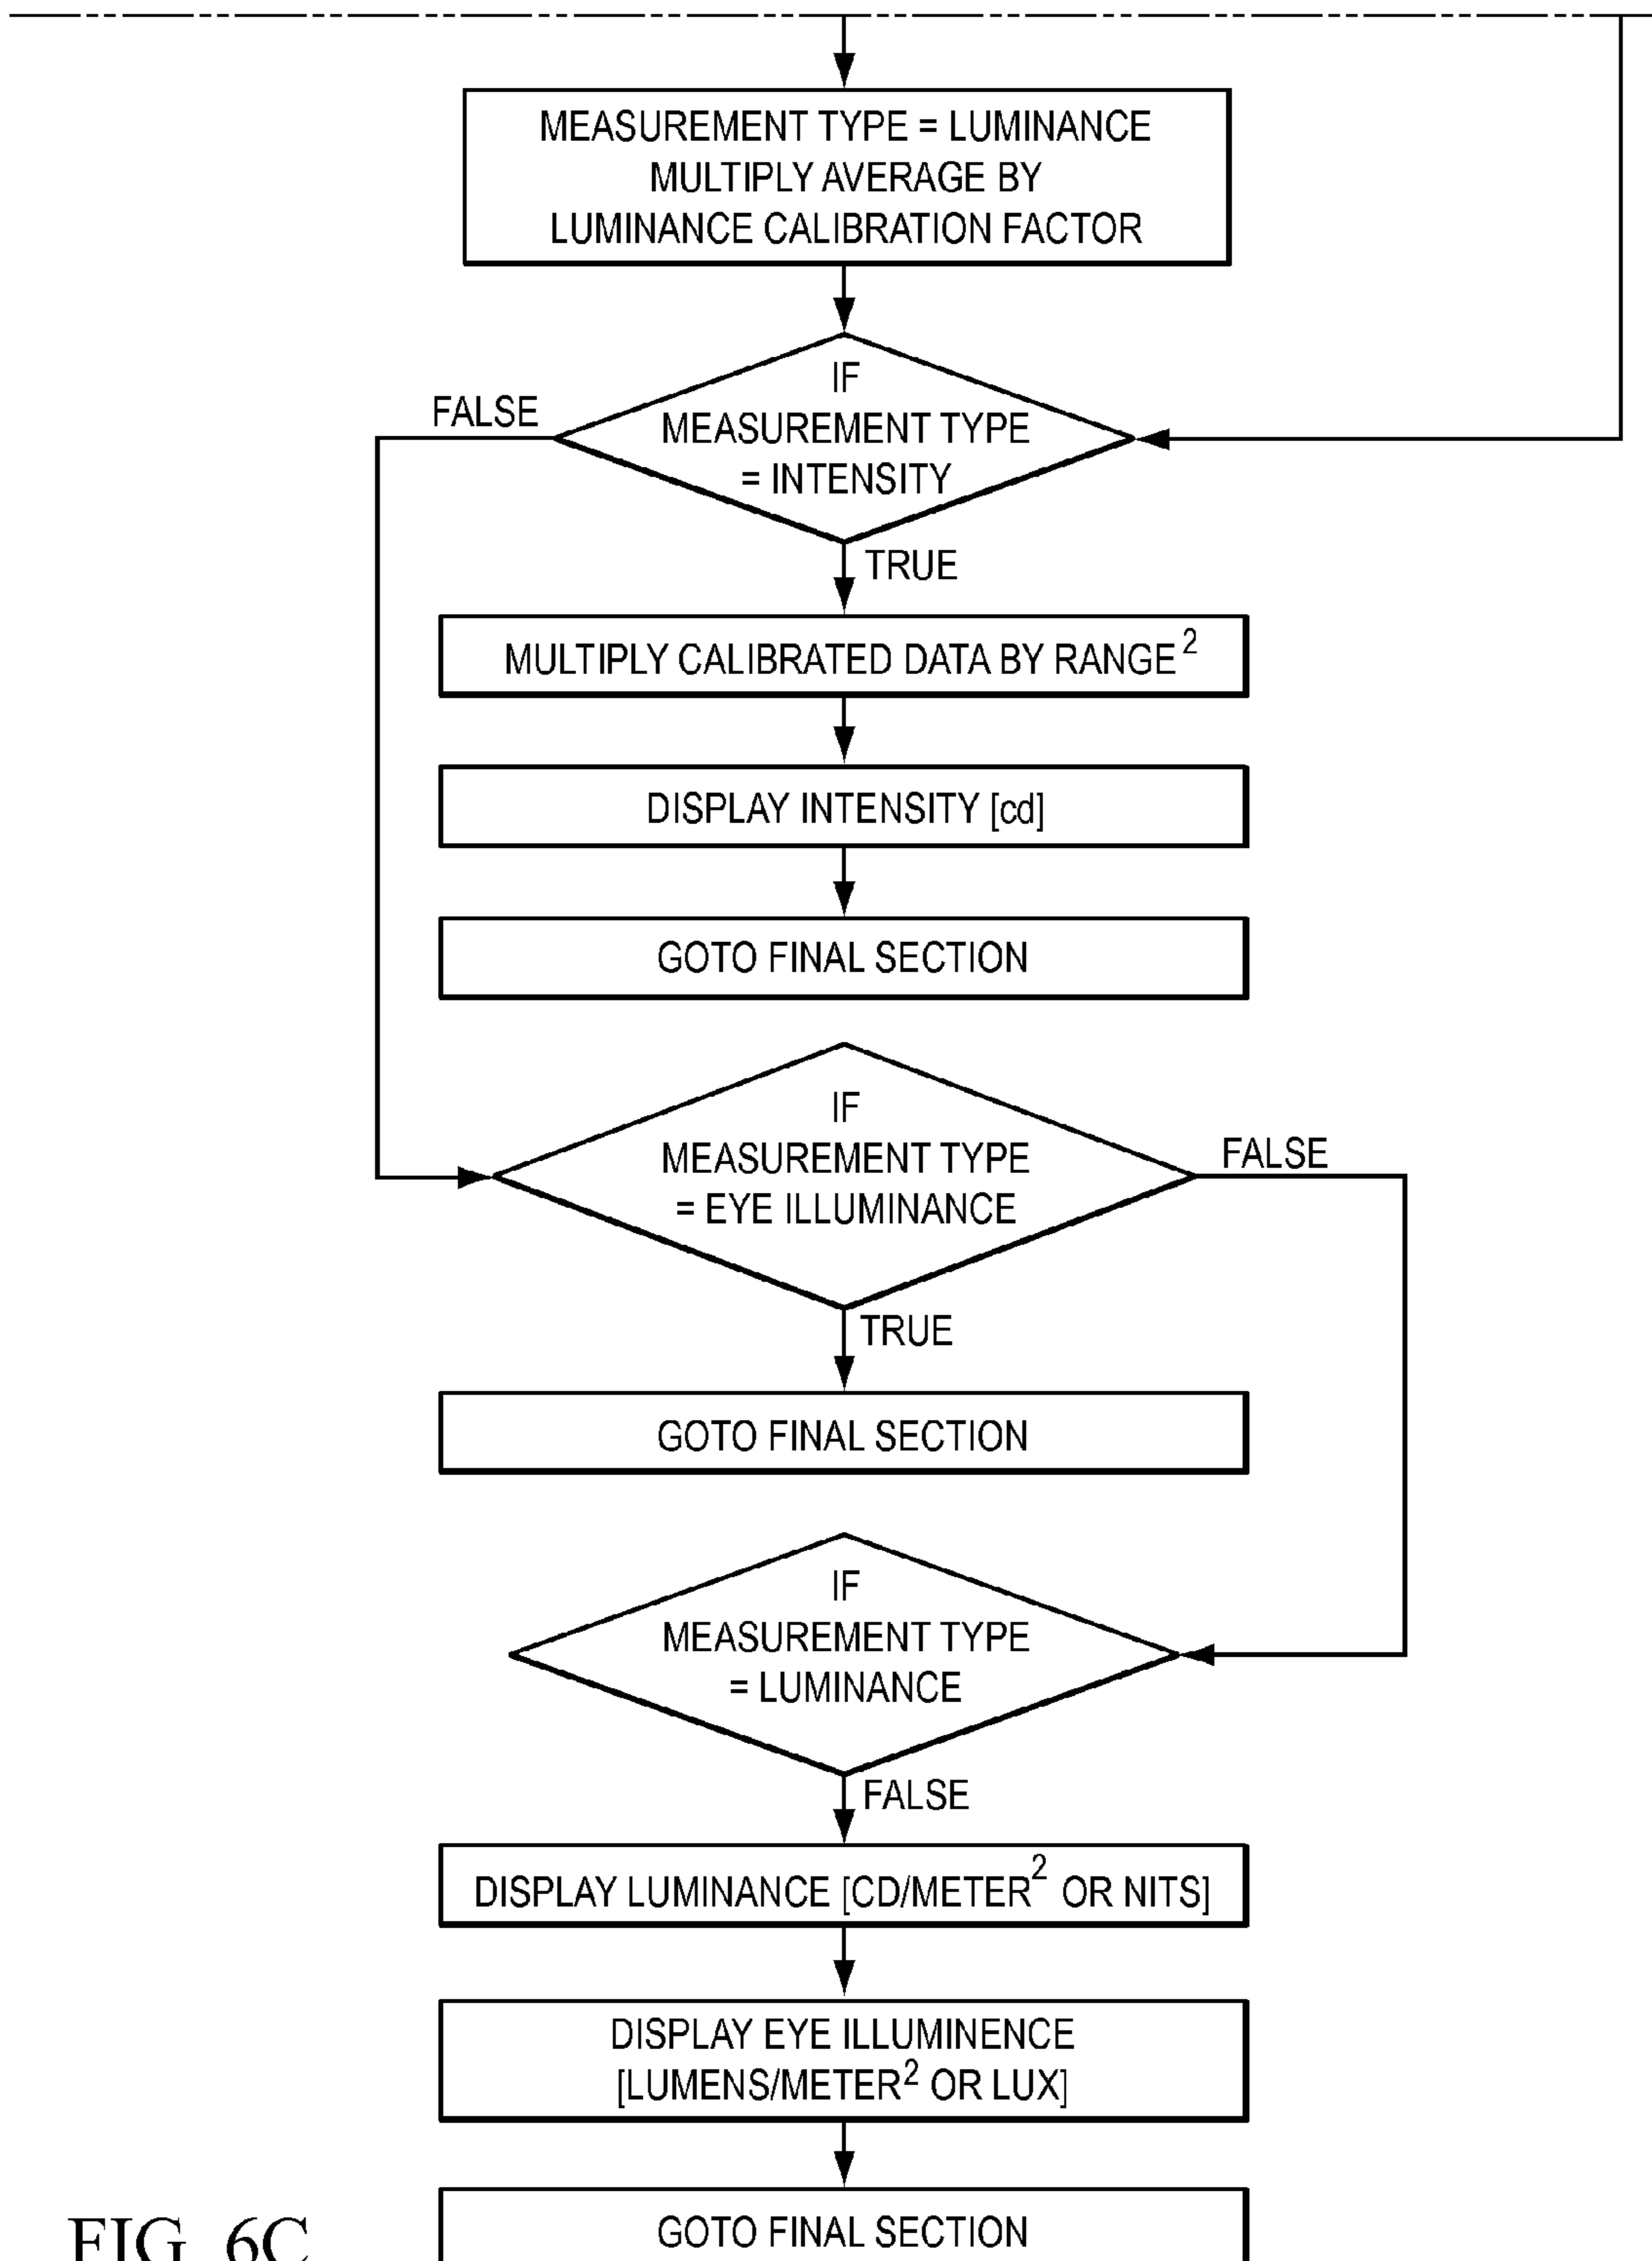 MEASUREMENT TYPE = LUMINANCE
MULTIPLY AVERAGE BY
LUMINANCE CALIBRATION FACTOR
IF
MEASUREMENT TYPE
= INTENSITY
FALSE
TRUE
MULTIPLY CALIBRATED DATA BY RANGE²
DISPLAY INTENSITY [cd]
GOTO FINAL SECTION
IF
MEASUREMENT TYPE
= EYE ILLUMINANCE
FALSE
TRUE
GOTO FINAL SECTION
IF
MEASUREMENT TYPE
= LUMINANCE
FALSE
DISPLAY LUMINANCE [CD/METER² OR NITS]
DISPLAY EYE ILLUMINENCE
[LUMENS/METER² OR LUX]
GOTO FINAL SECTION
FIG. 6C